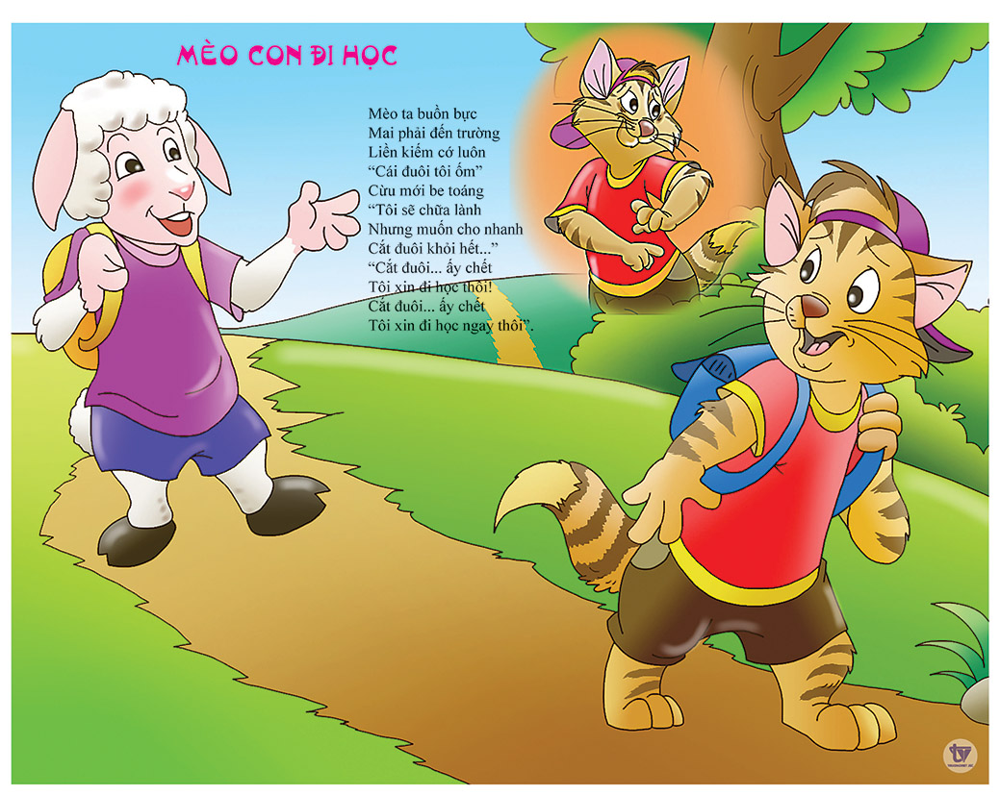 MÈO CON ĐI HỌC
Mèo ta buồn bực
Mai phải đến trường
Liền kiếm cớ luôn
“Cái đuôi tôi ốm”
Cừu mới be toáng
“Tôi sẽ chữa lành
Nhưng muốn cho nhanh
Cắt đuôi khỏi hết...”
“Cắt đuôi... ấy chết
Tôi xin đi học thôi!
Cắt đuôi... ấy chết
Tôi xin đi học ngay thôi”.
tv